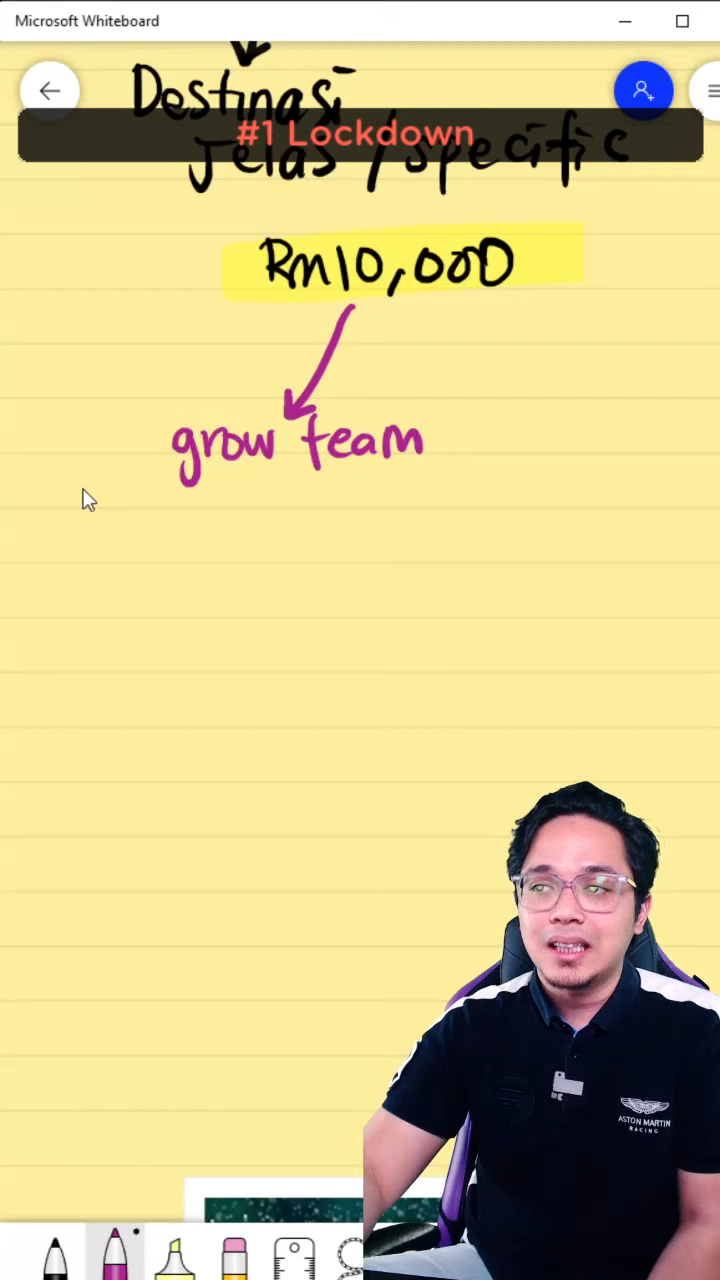 Microsoft Whiteboard
Destinasi
#1 Lockdown
Jelas / specific
Rm10,000
grow team
ASTON MARTIN
RACING